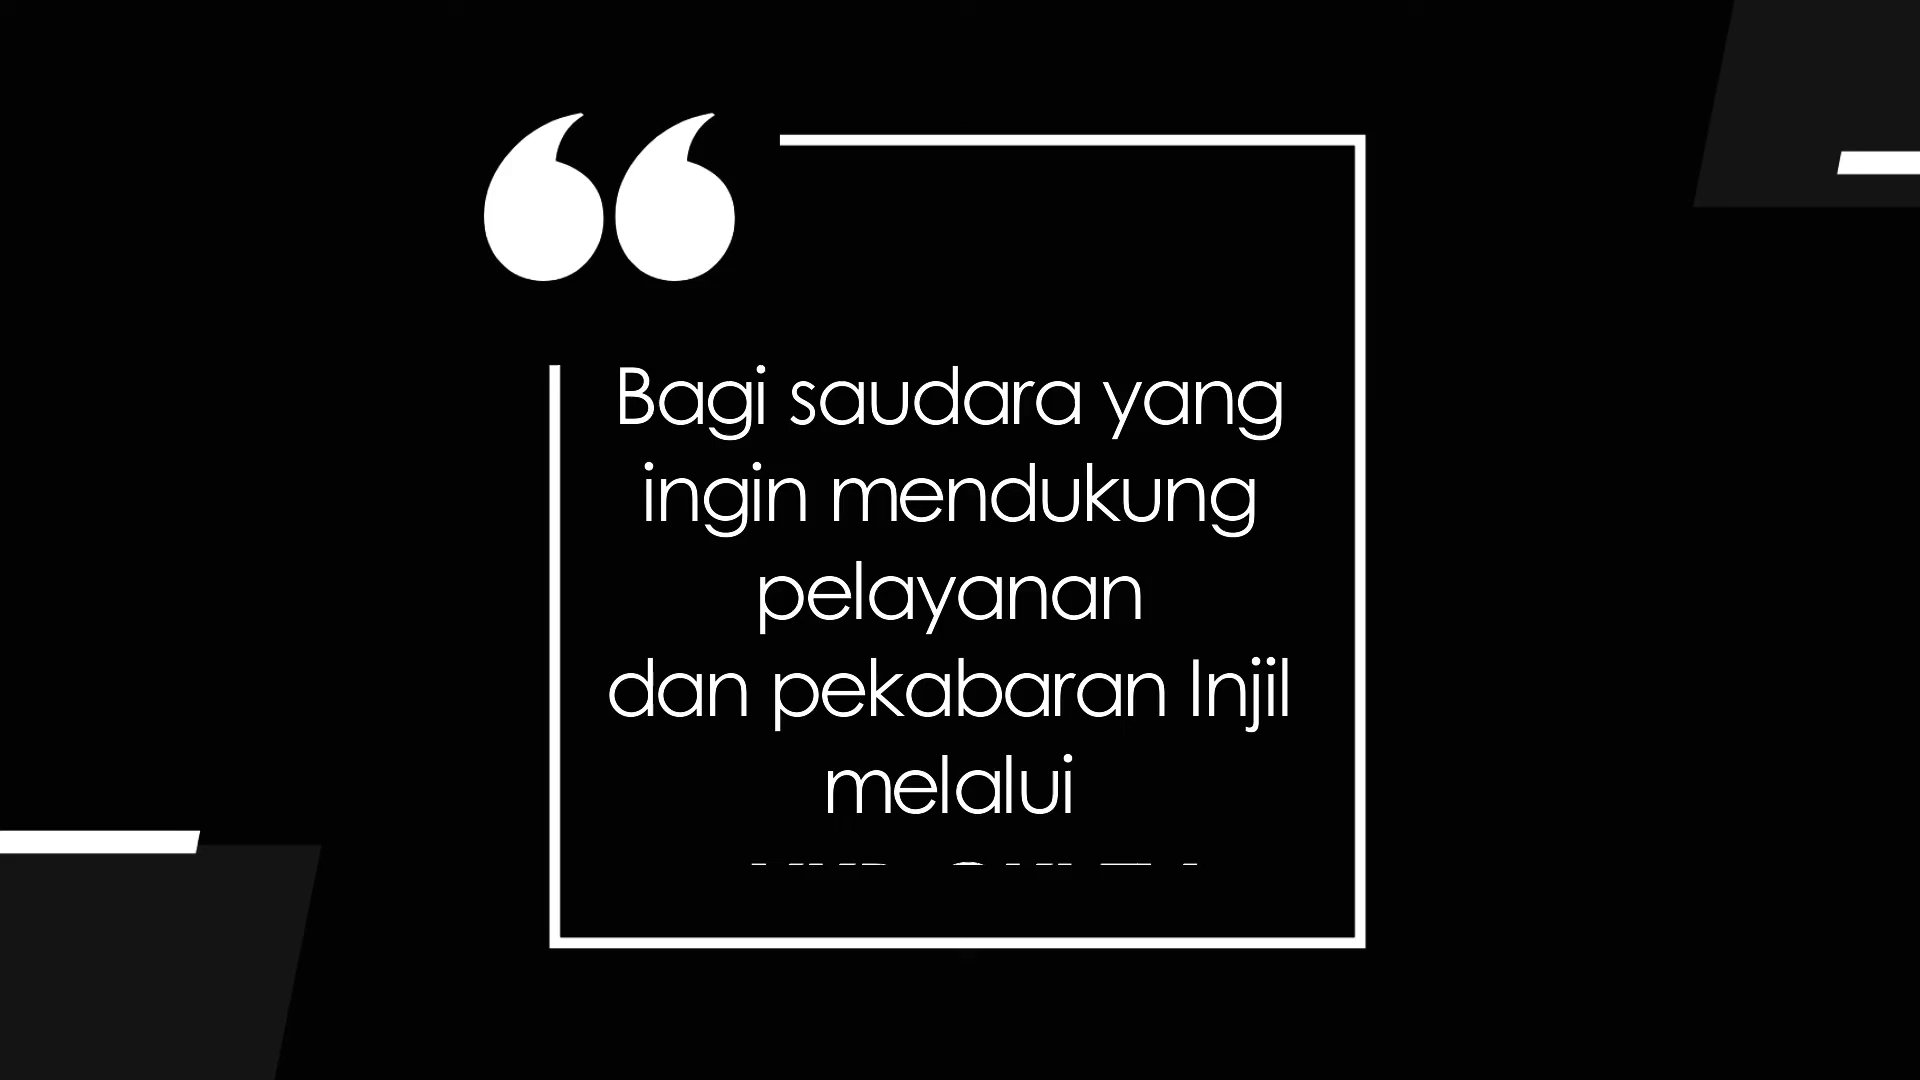 Bagi saudara yang
ingin mendukung
pelayanan
dan pekabaran Injil
melalui